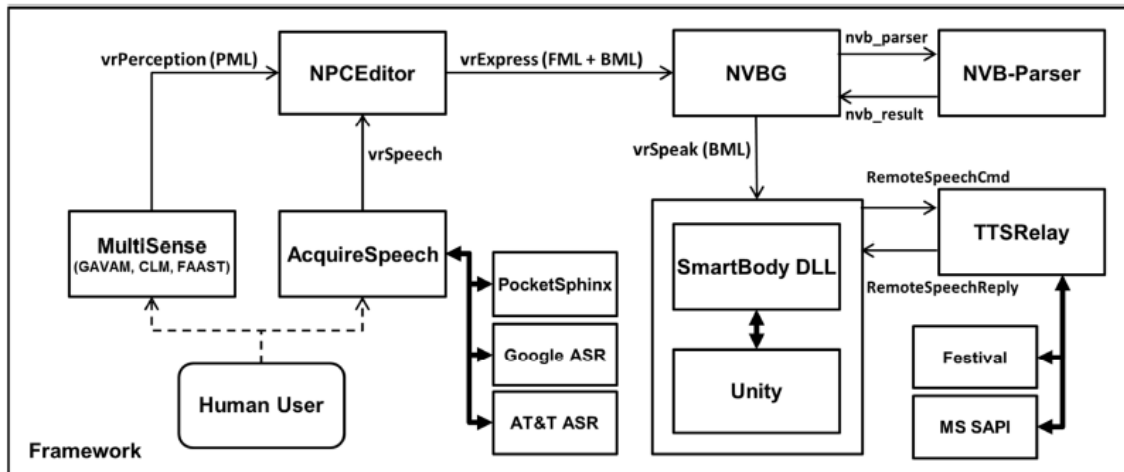 vrPerception (PML)
NPCEditor
vrExpress (FML + BML)
NVBG
nvb_parser
NVB-Parser
nvb_result
vrSpeech
vrSpeak (BML)
RemoteSpeechCmd
MultiSense
(GAVAM, CLM, FAAST)
AcquireSpeech
SmartBody DLL
TTSRelay
RemoteSpeechReply
PocketSphinx
Google ASR
AT&T ASR
Unity
Festival
MS SAPI
Human User
Framework